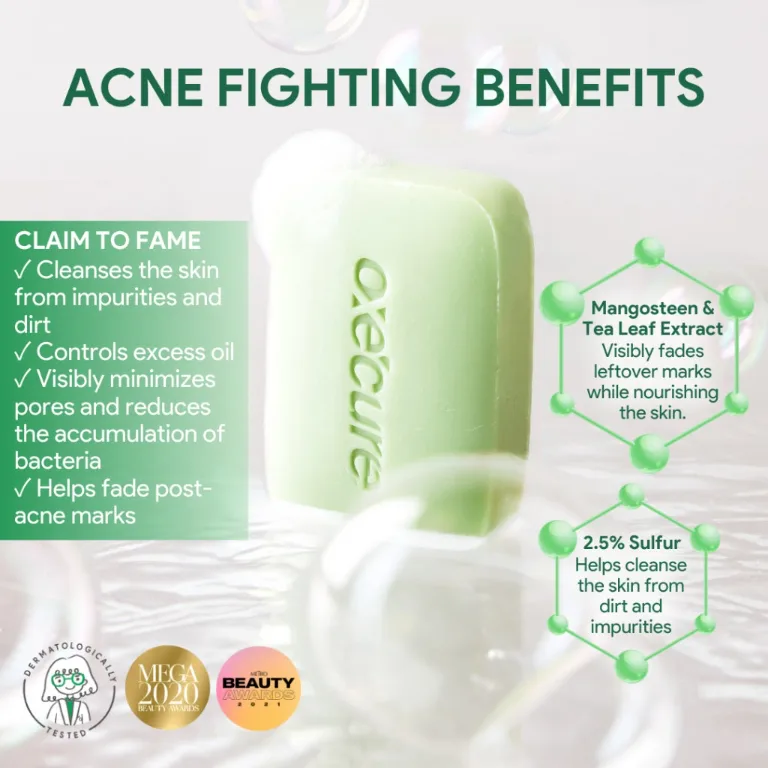 ACNE FIGHTING BENEFITS
CLAIM TO FAME
✓ Cleanses the skin
from impurities and
dirt
✓ Controls excess oil
✓ Visibly minimizes
pores and reduces
the accumulation of
bacteria
✓ Helps fade post-
acne marks
oxe'cure
Mangosteen &
Tea Leaf Extract
Visibly fades
leftover marks
while nourishing
the skin.
2.5% Sulfur
Helps cleanse
the skin from
dirt and
impurities
DERMATOLOGICALLY
TESTED
MEGA
2020
BEAUTY AWARDS
METRO
BEAUTY
AWARDS
2021